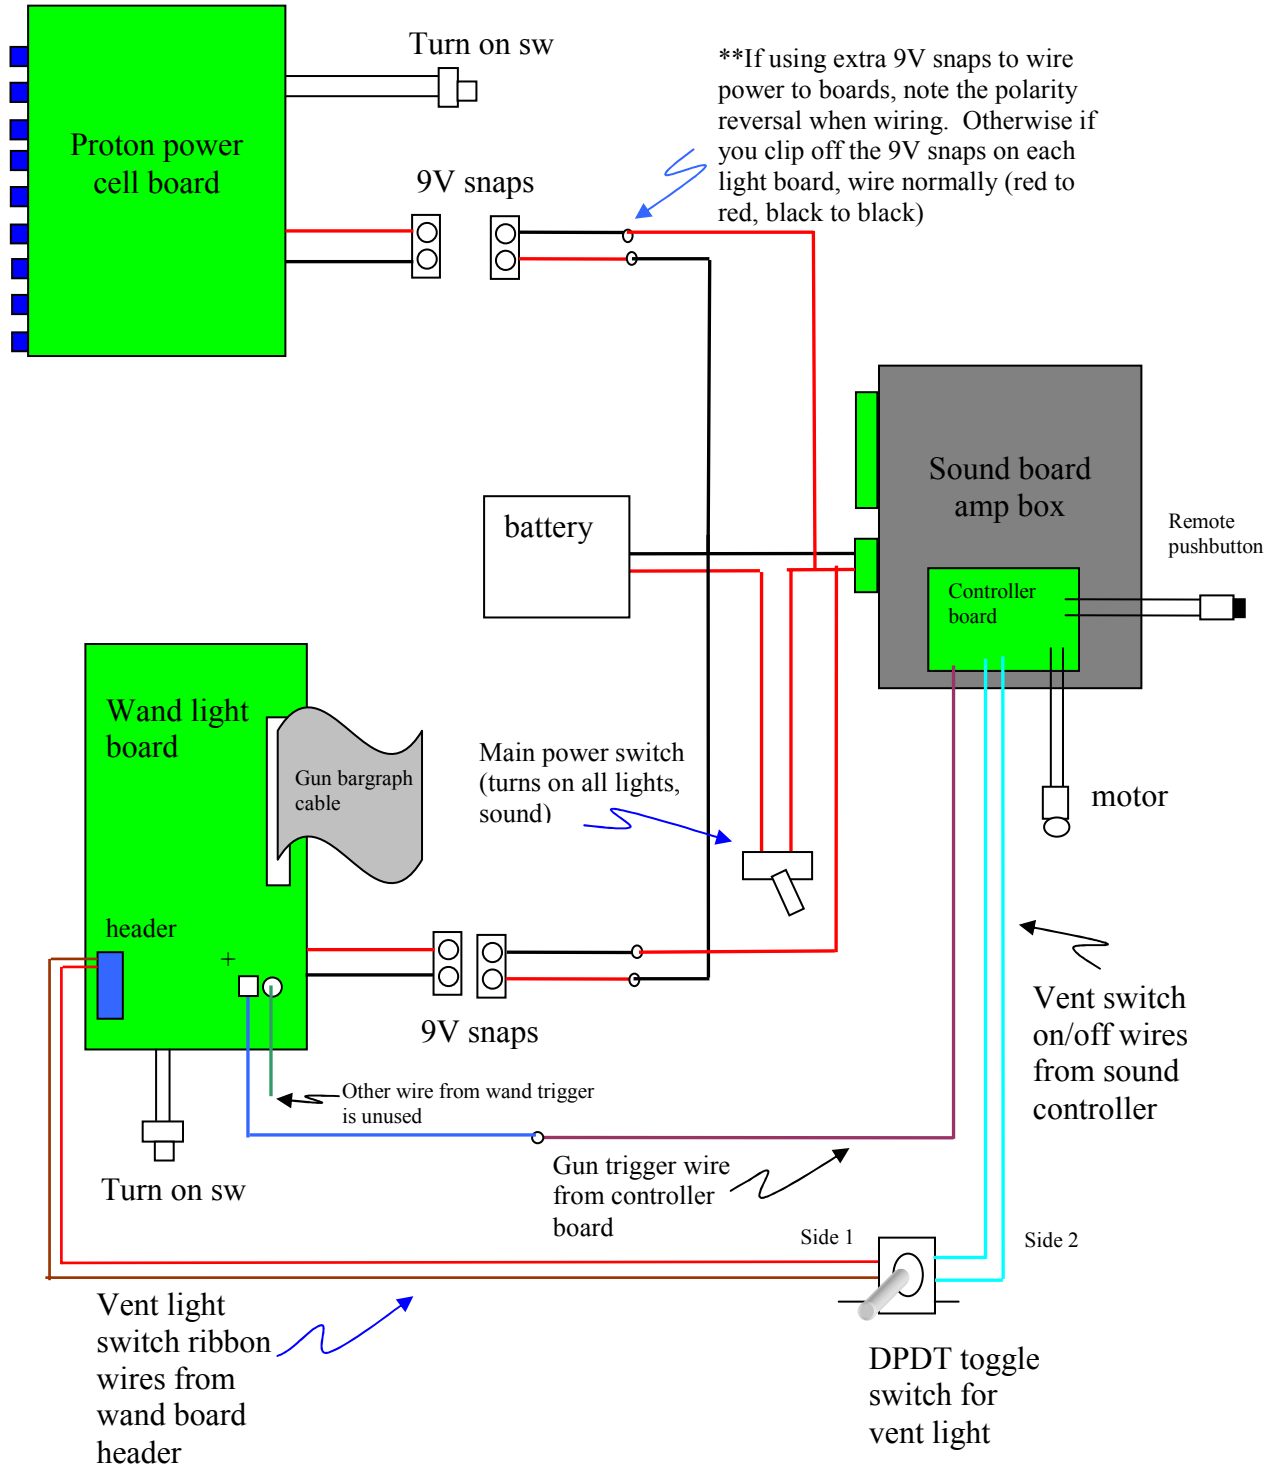 Turn on sw
**If using extra 9V snaps to wire
power to boards, note the polarity
reversal when wiring.  Otherwise if
you clip off the 9V snaps on each
light board, wire normally (red to
red, black to black)
Proton power
cell board
9V snaps
Sound board
amp box
battery
Remote
pushbutton
Controller
board
Wand light
board
Gun bargraph
cable
Main power switch
(turns on all lights,
sound)
motor
header
+
9V snaps
Vent switch
on/off wires
from sound
controller
Other wire from wand trigger
is unused
Turn on sw
Gun trigger wire
from controller
board
Side 1
Side 2
Vent light
switch ribbon
wires from
wand board
header
DPDT toggle
switch for
vent light